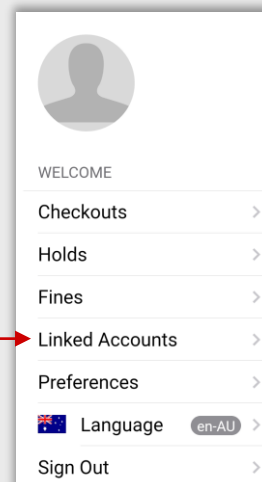 WELCOME
Checkouts
Holds
Fines
Linked Accounts
Preferences
Language en-AU
Sign Out